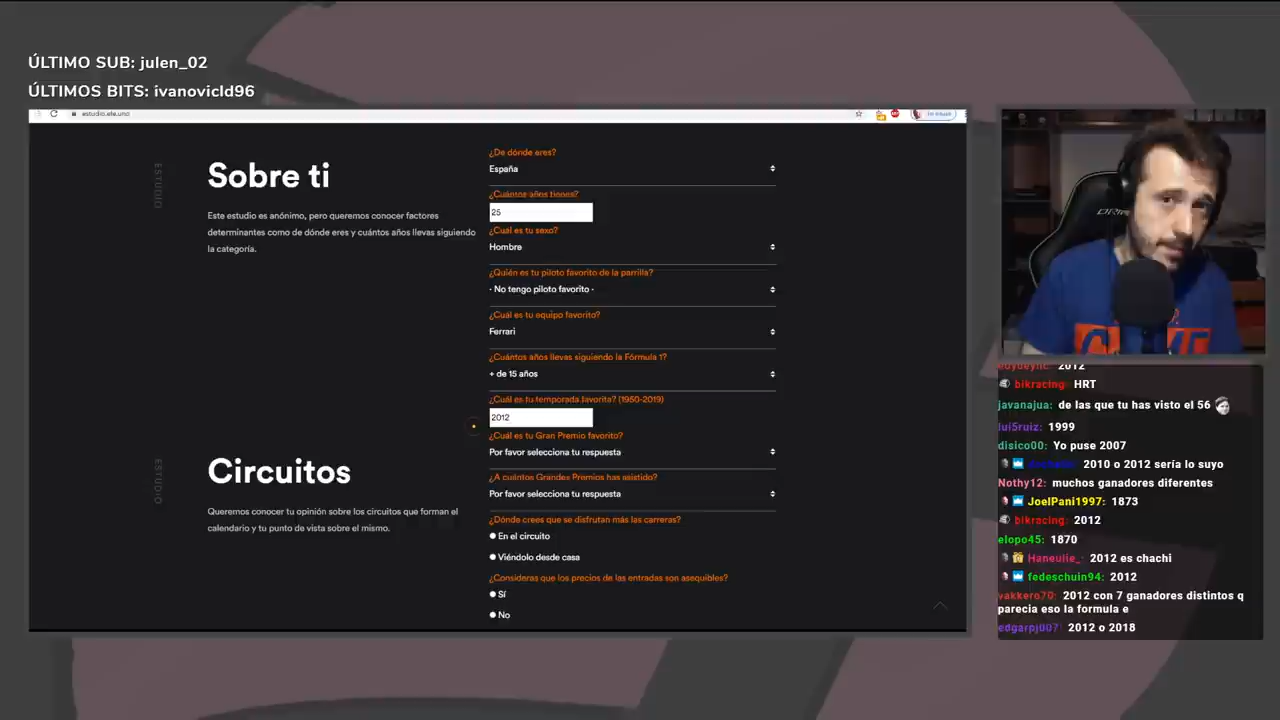 ÚLTIMO SUB: julen_02
ÚLTIMOS BITS: ivanovicld96
estudio.efe.uno
ESTUDIO
Sobre ti
Este estudio es anónimo, pero queremos conocer factores
determinantes como de dónde eres y cuántos años llevas siguiendo
la categoría.
¿De dónde eres?
España
¿Cuántos años tienes?
25
¿Cuál es tu sexo?
Hombre
¿Quién es tu piloto favorito de la parrilla?
- No tengo piloto favorito -
¿Cuál es tu equipo favorito?
Ferrari
¿Cuántos años llevas siguiendo la Fórmula 1?
+ de 15 años
¿Cuál es tu temporada favorita? (1950-2019)
2012
¿Cuál es tu Gran Premio favorito?
Por favor selecciona tu respuesta
ESTUDIO
Circuitos
Queremos conocer tu opinión sobre los circuitos que forman el
calendario y tu punto de vista sobre el mismo.
¿A cuántos Grandes Premios has asistido?
Por favor selecciona tu respuesta
¿Dónde crees que se disfrutan más las carreras?
En el circuito
Viéndolo desde casa
¿Consideras que los precios de las entradas son asequibles?
Sí
No
2012
bikracing: HRT
javanajua: de las que tu has visto el 56
lui5ruiz: 1999
disico00: Yo puse 2007
2010 o 2012 sería lo suyo
Nothy12: muchos ganadores diferentes
JoelPani1997: 1873
bikracing: 2012
elopo45: 1870
Haneulie_: 2012 es chachi
fedeschuin94: 2012
yakkero70: 2012 con 7 ganadores distintos q
parecia eso la formula e
edgarpj007: 2012 o 2018